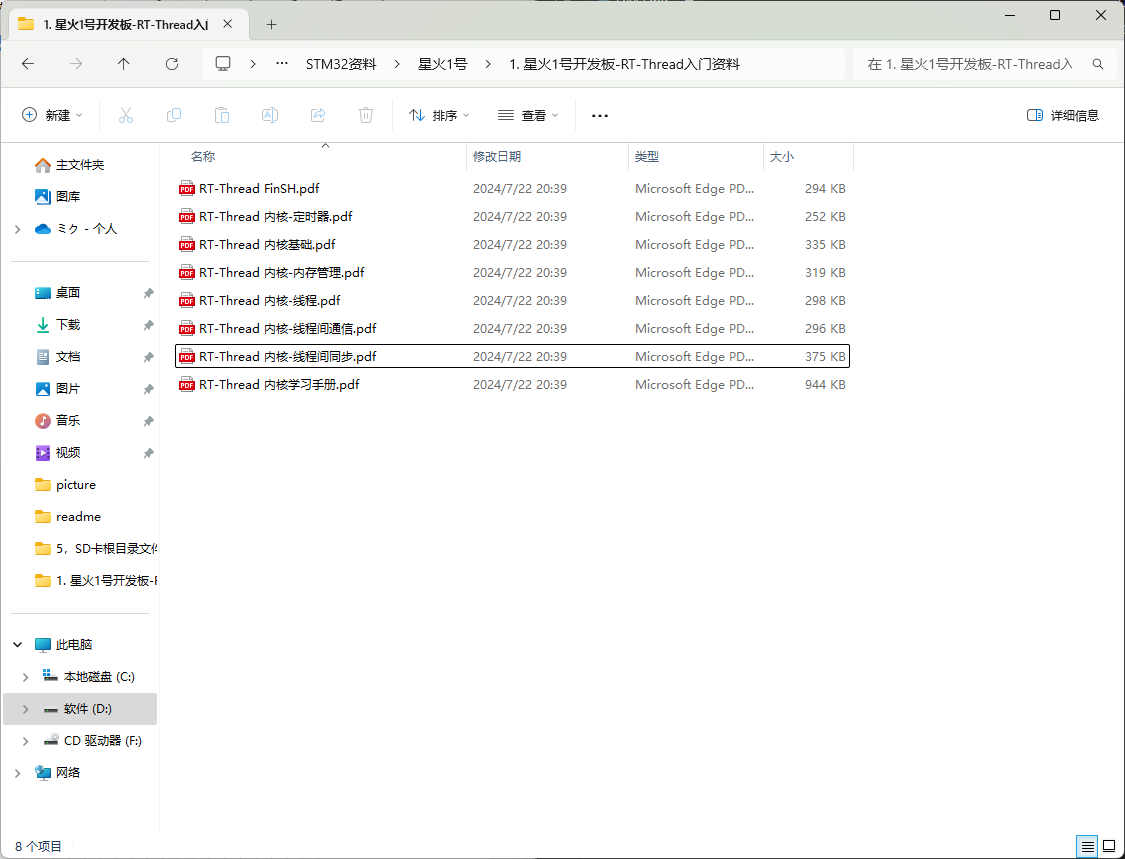 1. 星火1号开发板-RT-Thread入门
STM32资料 星火1号 1. 星火1号开发板-RT-Thread入门资料 在 1. 星火1号开发板-RT-Thread入
新建 排序 查看 详细信息
名称 修改日期 类型 大小
RT-Thread FinSH.pdf 2024/7/22 20:39 Microsoft Edge PD... 294 KB
RT-Thread 内核-定时器.pdf 2024/7/22 20:39 Microsoft Edge PD... 252 KB
RT-Thread 内核基础.pdf 2024/7/22 20:39 Microsoft Edge PD... 335 KB
RT-Thread 内核-内存管理.pdf 2024/7/22 20:39 Microsoft Edge PD... 319 KB
RT-Thread 内核-线程.pdf 2024/7/22 20:39 Microsoft Edge PD... 298 KB
RT-Thread 内核-线程间通信.pdf 2024/7/22 20:39 Microsoft Edge PD... 296 KB
RT-Thread 内核-线程间同步.pdf 2024/7/22 20:39 Microsoft Edge PD... 375 KB
RT-Thread 内核学习手册.pdf 2024/7/22 20:39 Microsoft Edge PD... 944 KB
主文件夹
图库
ミク - 个人
桌面
下载
文档
图片
音乐
视频
picture
readme
5，SD卡根目录文件
1. 星火1号开发板-R
此电脑
本地磁盘 (C:)
软件 (D:)
CD 驱动器 (F:)
网络
8 个项目